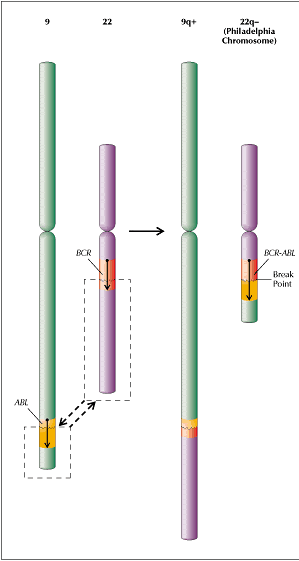 9
22
9q+
22q–
(Philadelphia
Chromosome)
BCR
BCR-ABL
Break
Point
ABL